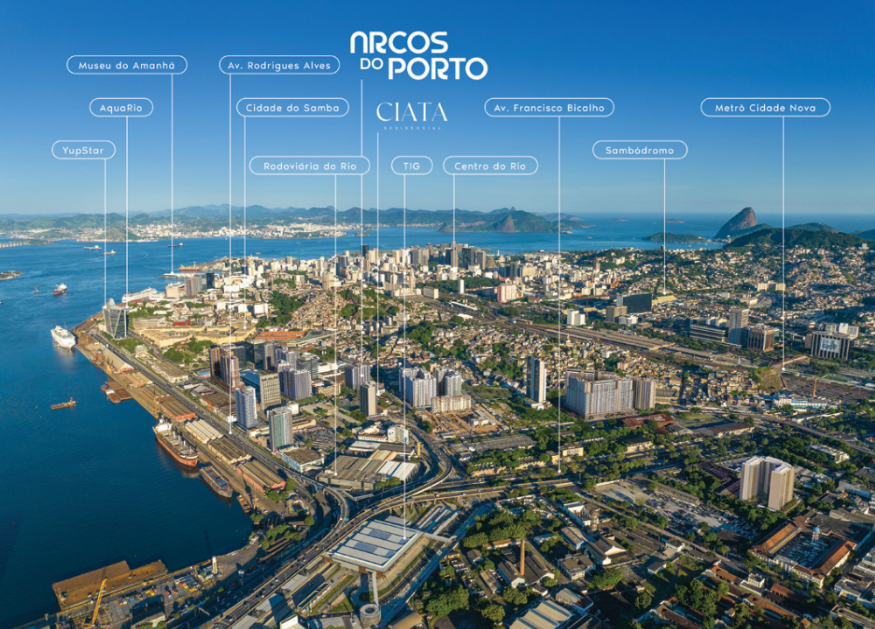 ARCOS
DO PORTO
Museu do Amanhã
Av. Rodrigues Alves
AquaRio
Cidade do Samba
CIATA
RESIDENCIAL
Av. Francisco Bicalho
Metrô Cidade Nova
YupStar
Rodoviária do Rio
TIG
Centro do Rio
Sambódromo